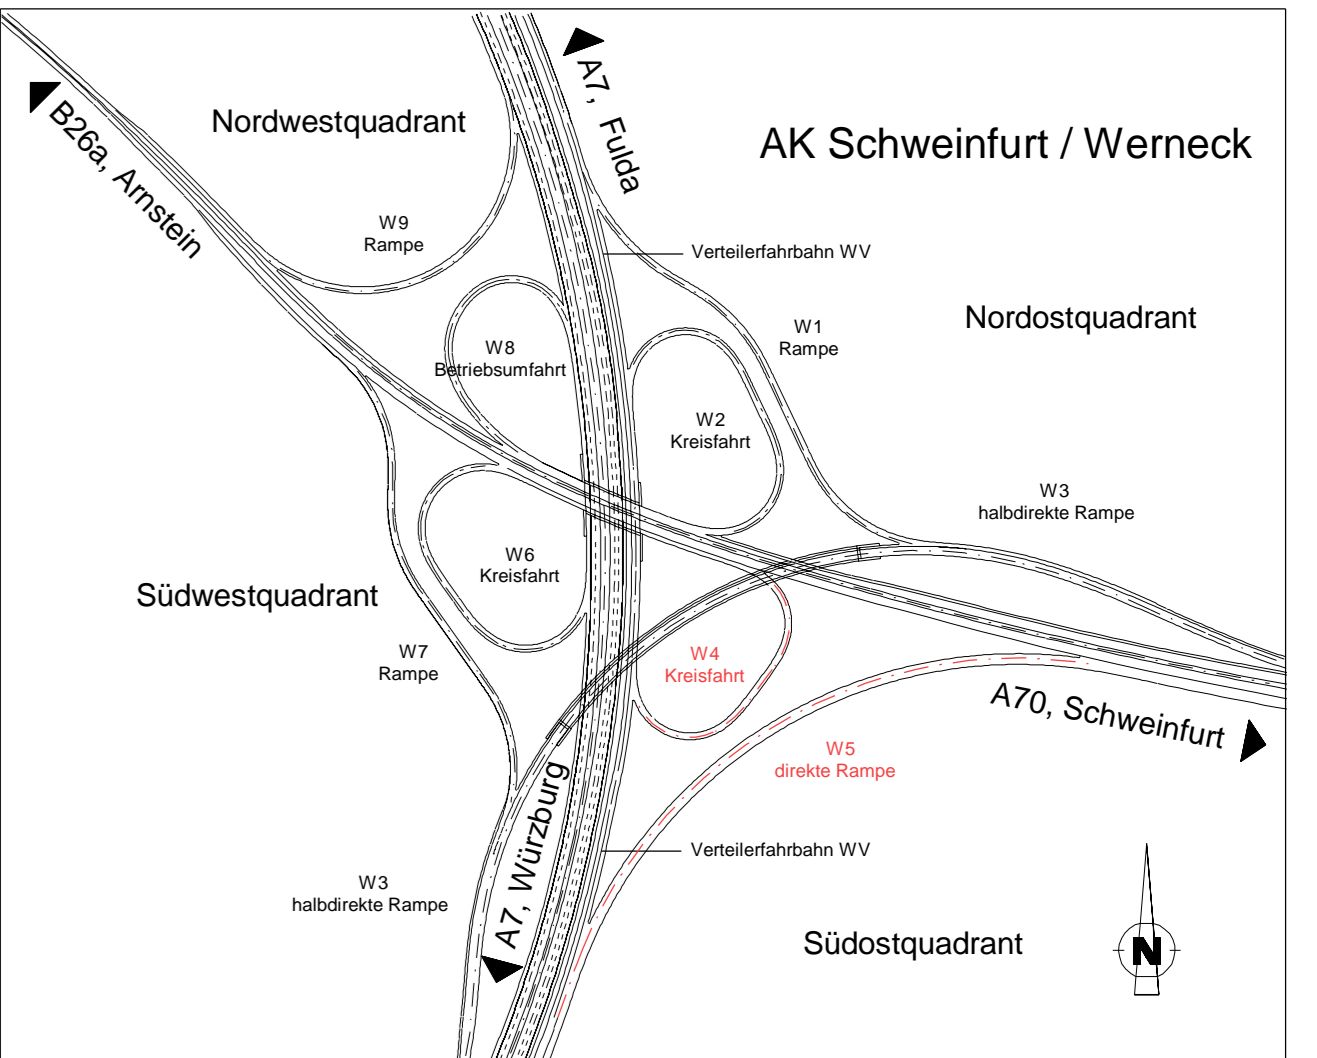 A7, Fulda
B26a, Arnstein
Nordwestquadrant
AK Schweinfurt / Werneck
W9
Rampe
Verteilerfahrbahn WV
Nordostquadrant
W1
Rampe
W8
Betriebsumfahrt
W2
Kreisfahrt
W3
halbdirekte Rampe
W6
Kreisfahrt
Südwestquadrant
W7
Rampe
W4
Kreisfahrt
A70, Schweinfurt
W5
direkte Rampe
A7, Würzburg
Verteilerfahrbahn WV
W3
halbdirekte Rampe
Südostquadrant
N